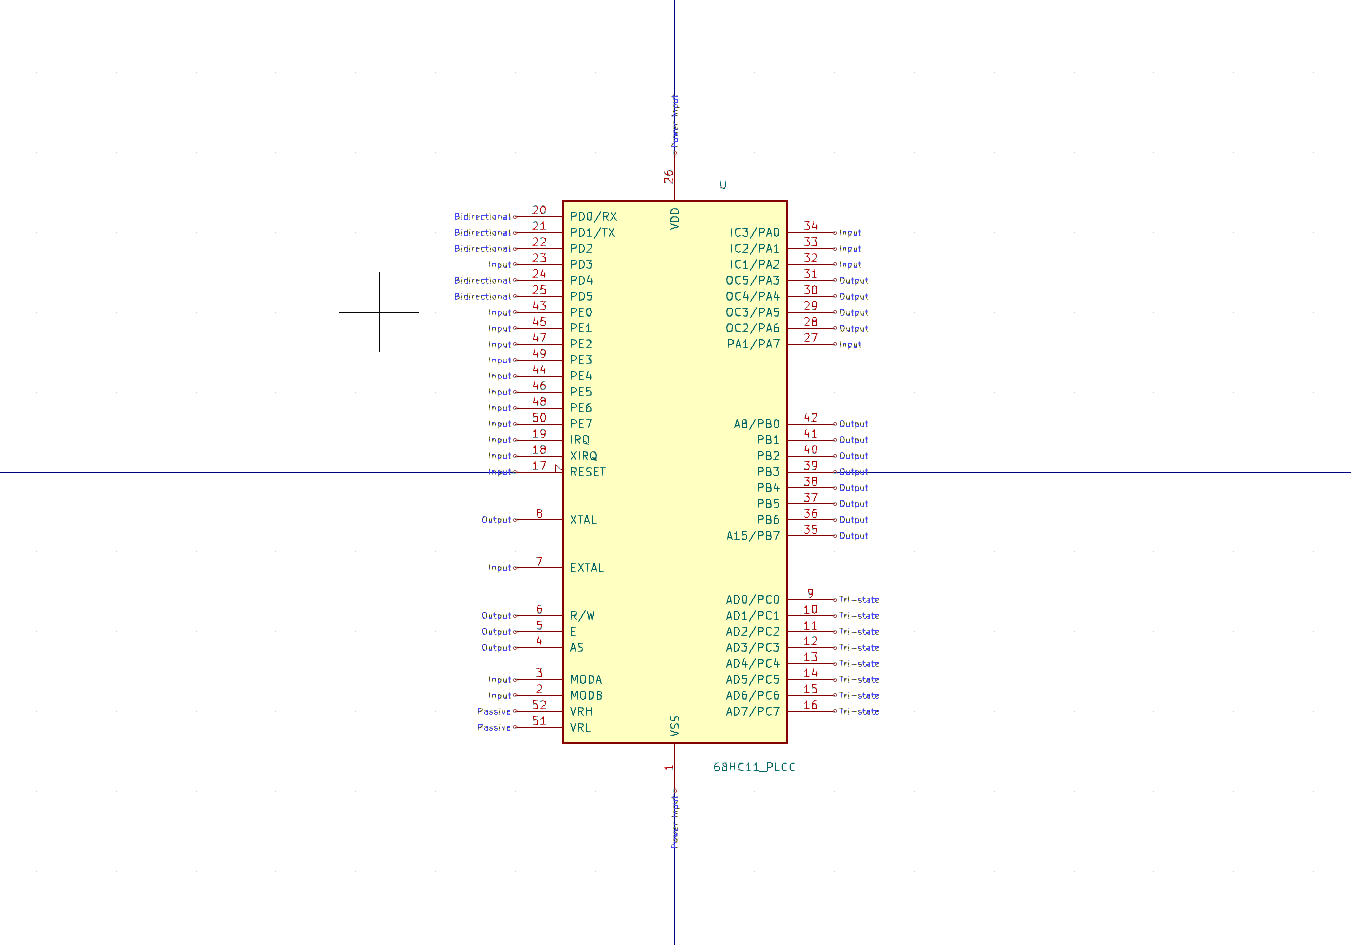 Power Input
26
U
VDD
Bidirectional 20 PD0/RX
Bidirectional 21 PD1/TX
IC3/PA0 34 Input
Bidirectional 22 PD2
IC2/PA1 33 Input
Input 23 PD3
IC1/PA2 32 Input
Bidirectional 24 PD4
OC5/PA3 31 Output
Bidirectional 25 PD5
OC4/PA4 30 Output
Input 43 PE0
OC3/PA5 29 Output
Input 45 PE1
OC2/PA6 28 Output
Input 47 PE2
PA1/PA7 27 Input
Input 49 PE3
Input 44 PE4
Input 46 PE5
Input 48 PE6
Input 50 PE7
A8/PB0 42 Output
Input 19 IRQ
PB1 41 Output
Input 18 XIRQ
PB2 40 Output
Input 17 RESET
PB3 39 Output
PB4 38 Output
PB5 37 Output
Output 8 XTAL
PB6 36 Output
A15/PB7 35 Output
Input 7 EXTAL
AD0/PC0 9 Tri-state
Output 6 R/W
AD1/PC1 10 Tri-state
Output 5 E
AD2/PC2 11 Tri-state
Output 4 AS
AD3/PC3 12 Tri-state
AD4/PC4 13 Tri-state
Input 3 MODA
AD5/PC5 14 Tri-state
Input 2 MODB
AD6/PC6 15 Tri-state
Passive 52 VRH
AD7/PC7 16 Tri-state
Passive 51 VRL
VSS
1
68HC11_PLCC
Power Input